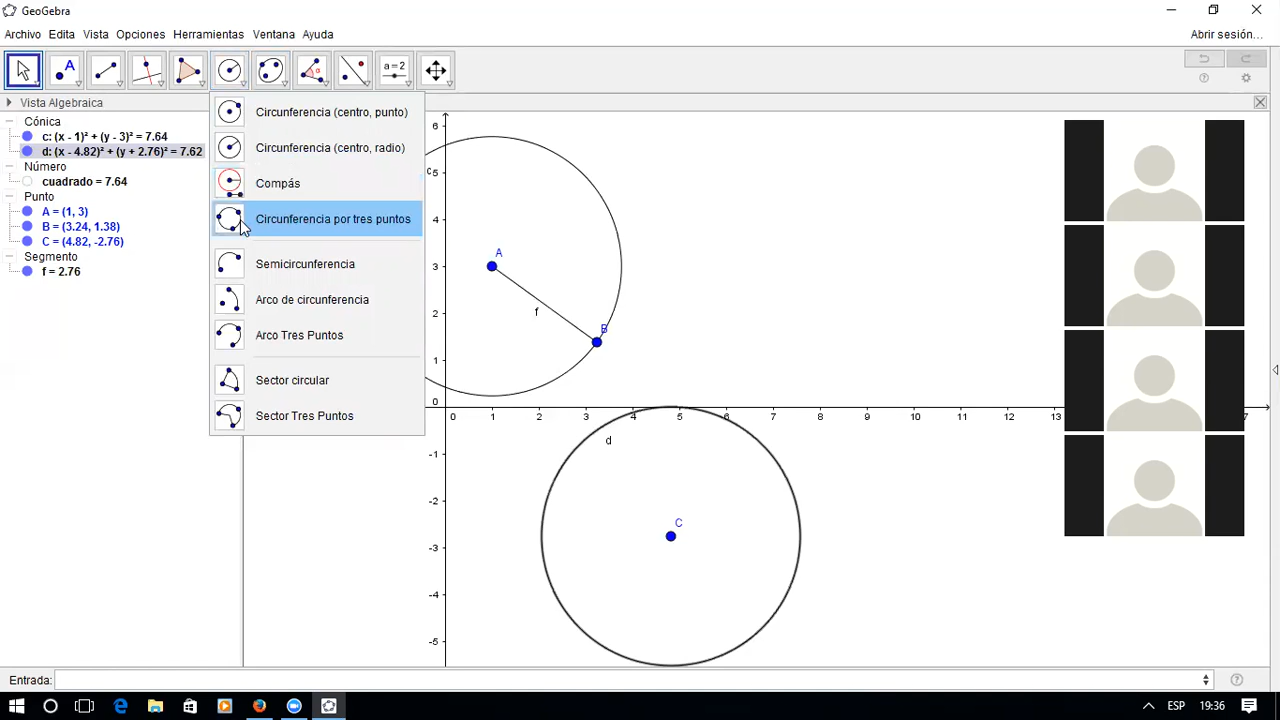 GeoGebra
Archivo Edita Vista Opciones Herramientas Ventana Ayuda
Abrir sesión...
A
α
a = 2
Vista Algebraica
Cónica
c: (x - 1)² + (y - 3)² = 7.64
d: (x - 4.82)² + (y + 2.76)² = 7.62
Número
cuadrado = 7.64
Punto
A = (1, 3)
B = (3.24, 1.38)
C = (4.82, -2.76)
Segmento
f = 2.76
Circunferencia (centro, punto)
Circunferencia (centro, radio)
Compás
Circunferencia por tres puntos
Semicircunferencia
Arco de circunferencia
Arco Tres Puntos
Sector circular
Sector Tres Puntos
6
c
5
4
A
3
f
2
B
1
0
0 1 2 3 4 5 6 7 8 9 10 11 12 13 7
d
-1
-2
C
-3
-4
-5
Entrada:
ESP 19:36